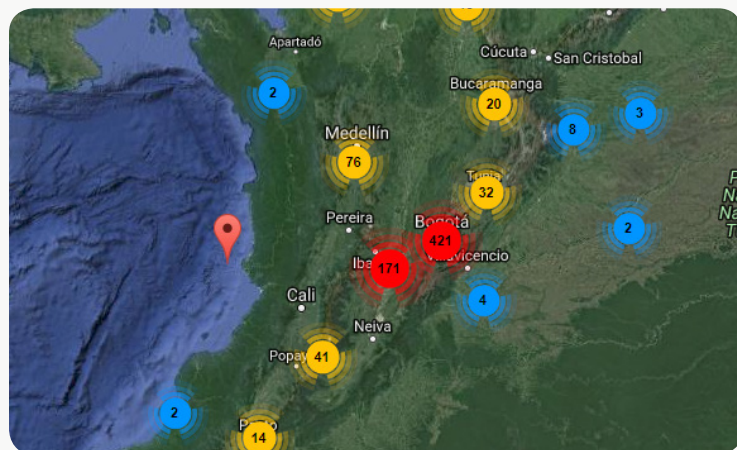 Apartadó
Cúcuta
San Cristobal
2
Bucaramanga
20
3
8
Medellín
76
32
Pereira
Bogotá
2
421
171
Villavicencio
4
Cali
Neiva
41
2
14